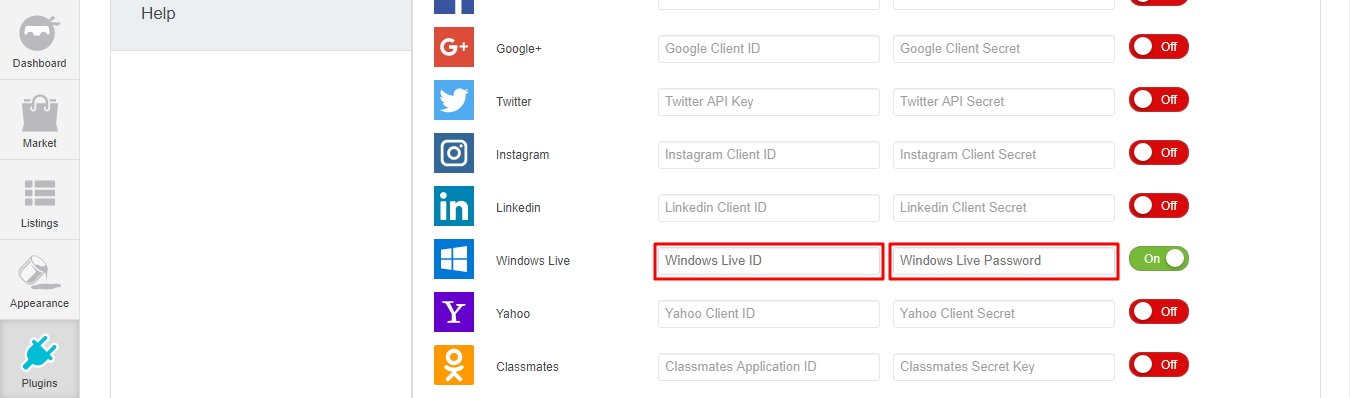 Help
Dashboard
Market
Listings
Appearance
Plugins
G+ Google+ Google Client ID Google Client Secret Off
Twitter Twitter API Key Twitter API Secret Off
Instagram Instagram Client ID Instagram Client Secret Off
in Linkedin Linkedin Client ID Linkedin Client Secret Off
Windows Live Windows Live ID Windows Live Password On
Y Yahoo Yahoo Client ID Yahoo Client Secret Off
Classmates Classmates Application ID Classmates Secret Key Off